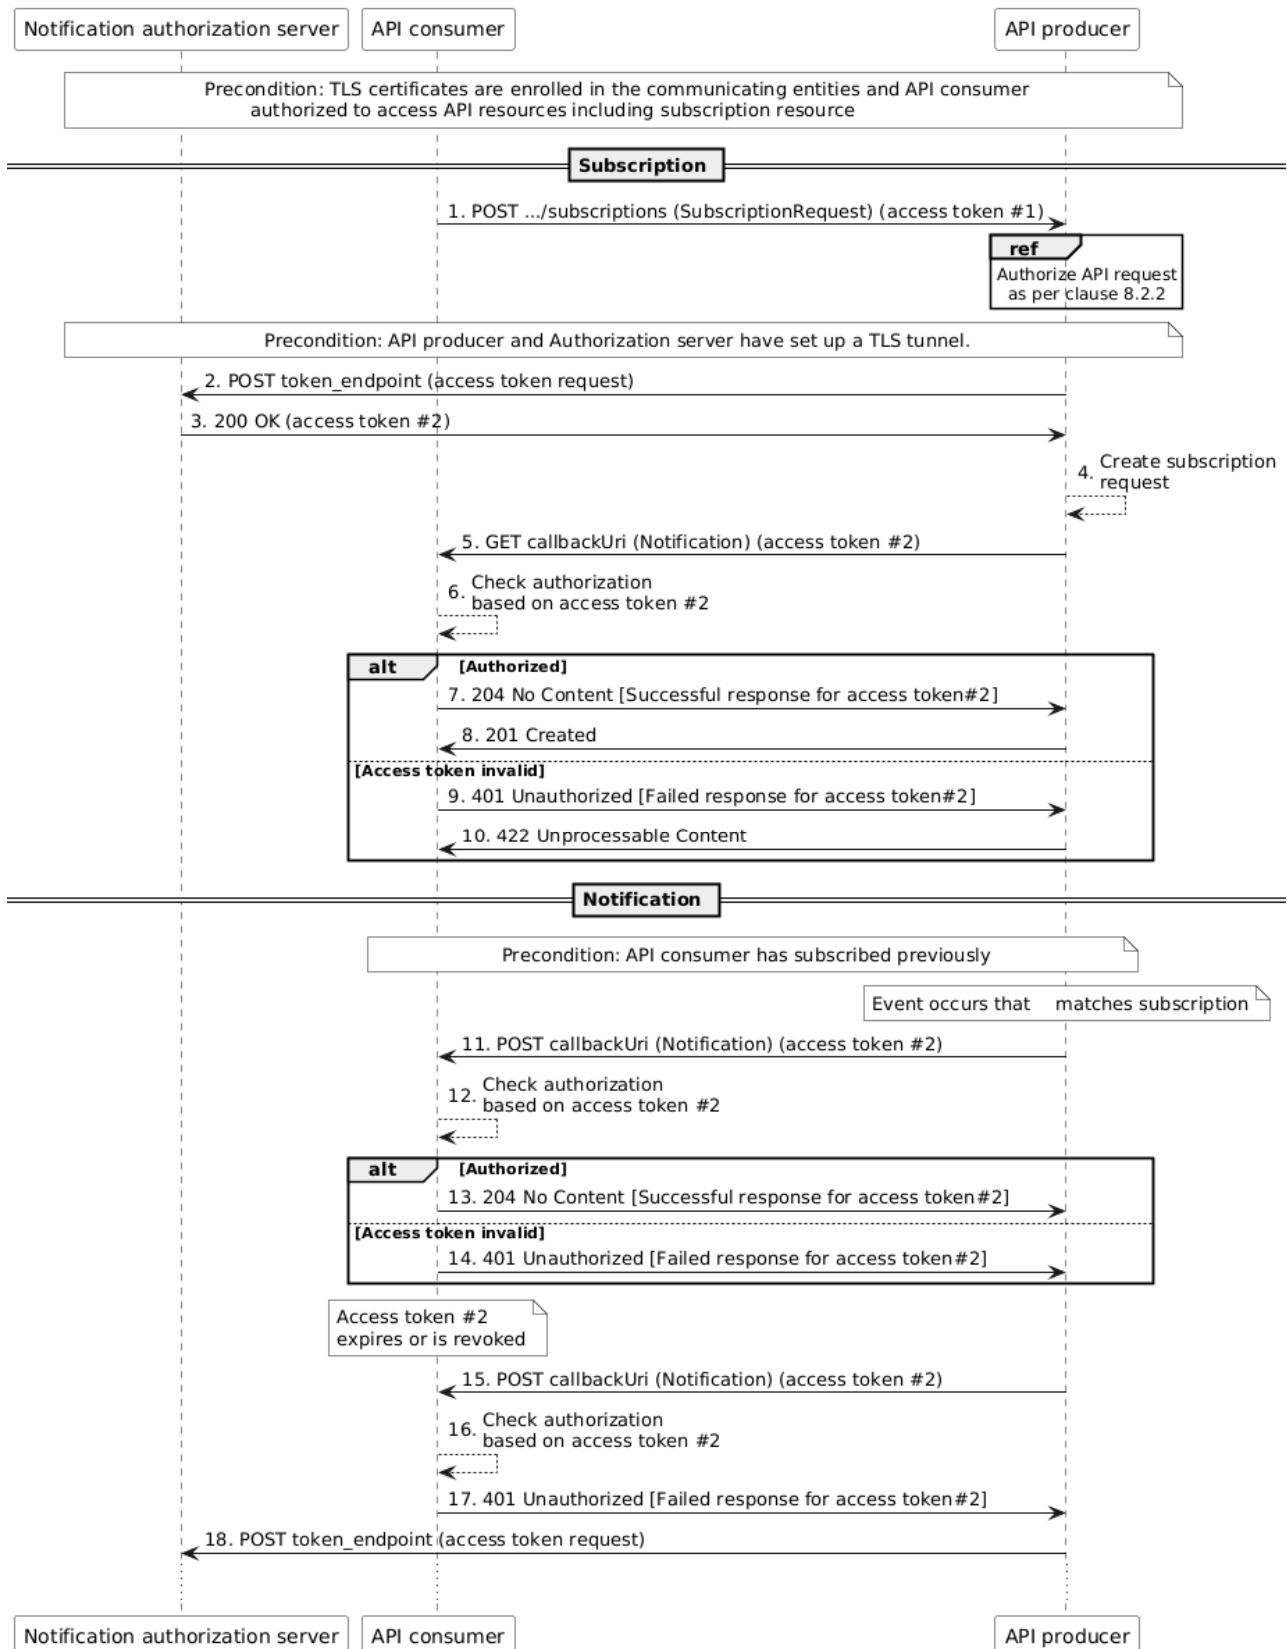 Notification authorization server
API consumer
API producer
Precondition: TLS certificates are enrolled in the communicating entities and API consumer
authorized to access API resources including subscription resource
Subscription
1. POST .../subscriptions (SubscriptionRequest) (access token #1)
ref
Authorize API request
as per clause 8.2.2
Precondition: API producer and Authorization server have set up a TLS tunnel.
2. POST token_endpoint (access token request)
3. 200 OK (access token #2)
4. Create subscription
request
5. GET callbackUri (Notification) (access token #2)
6. Check authorization
based on access token #2
alt [Authorized]
7. 204 No Content [Successful response for access token#2]
8. 201 Created
[Access token invalid]
9. 401 Unauthorized [Failed response for access token#2]
10. 422 Unprocessable Content
Notification
Precondition: API consumer has subscribed previously
Event occurs that matches subscription
11. POST callbackUri (Notification) (access token #2)
12. Check authorization
based on access token #2
alt [Authorized]
13. 204 No Content [Successful response for access token#2]
[Access token invalid]
14. 401 Unauthorized [Failed response for access token#2]
Access token #2
expires or is revoked
15. POST callbackUri (Notification) (access token #2)
16. Check authorization
based on access token #2
17. 401 Unauthorized [Failed response for access token#2]
18. POST token_endpoint (access token request)
Notification authorization server
API consumer
API producer